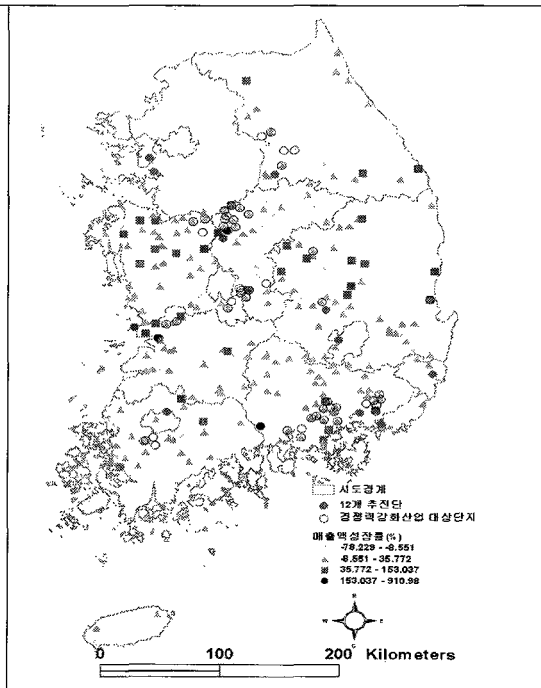 시도경계
12개 추진단
경쟁력강화산업 대상단지
매출액성장률(%)
-78.229 - -8.551
-8.551 - 35.772
35.772 - 153.037
153.037 - 910.98
N
W E
S
0 100 200 Kilometers